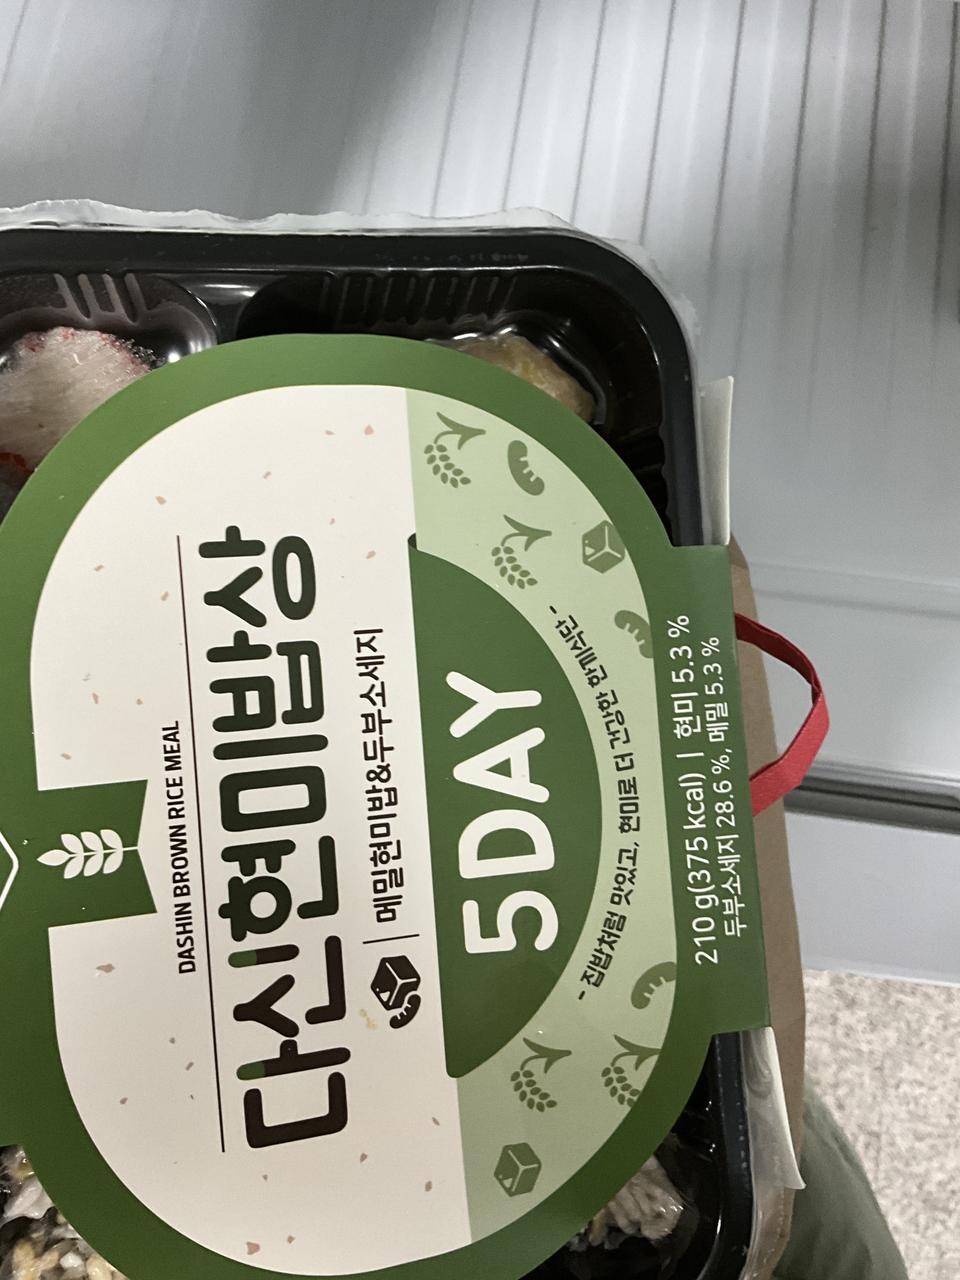 DASHIN BROWN RICE MEAL
다신현미밥상
메밀현미밥&두부소세지
5 DAY
- 집밥처럼 맛있고, 현미로 더 건강한 한끼식단 -
210 g(375 kcal) | 현미 5.3 %
두부소세지 28.6 %, 메밀 5.3 %